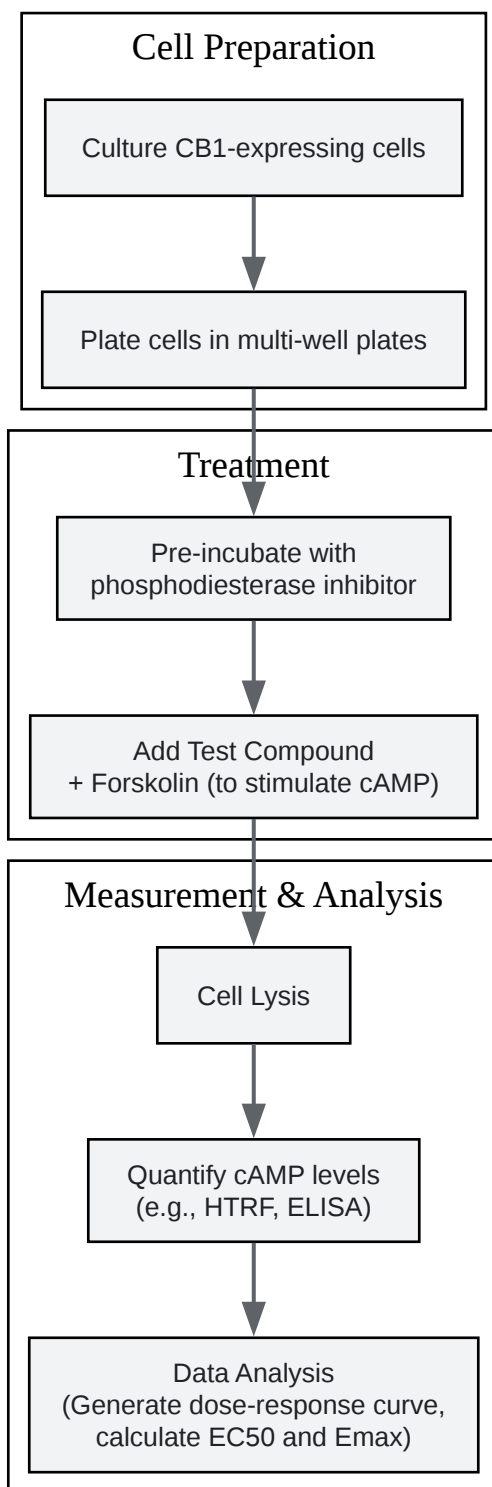 Cell Preparation
Culture CB1-expressing cells
Plate cells in multi-well plates
Treatment
Pre-incubate with
phosphodiesterase inhibitor
Add Test Compound
+ Forskolin (to stimulate cAMP)
Measurement & Analysis
Cell Lysis
Quantify cAMP levels
(e.g., HTRF, ELISA)
Data Analysis
(Generate dose-response curve,
calculate EC50 and Emax)